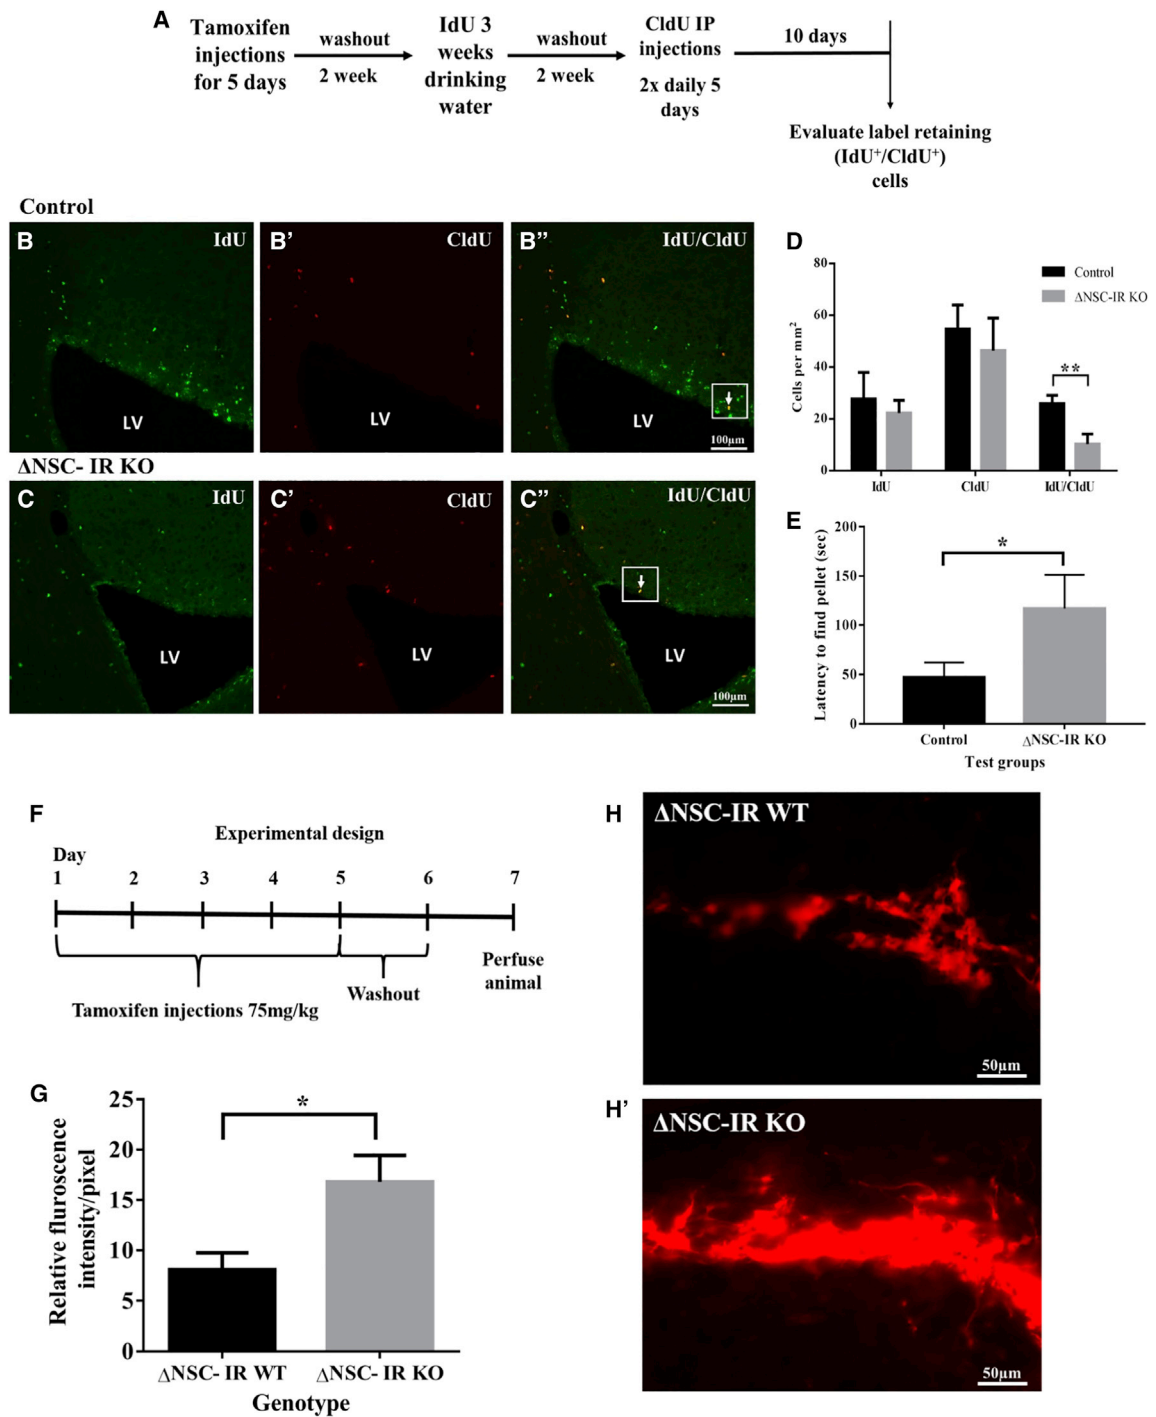 A
Tamoxifen
injections
for 5 days
washout
2 week
IdU 3
weeks
drinking
water
washout
2 week
CldU IP
injections
2x daily 5
days
10 days
Evaluate label retaining
(IdU⁺/CldU⁺)
cells
Control
B
IdU
LV
B’
CldU
LV
B”
IdU/CldU
LV
100µm
ΔNSC- IR KO
C
IdU
LV
C’
CldU
LV
C”
IdU/CldU
LV
100µm
D
Cells per mm²
80
60
40
20
0
Control
ΔNSC-IR KO
**
IdU
CldU
IdU/CldU
E
Latency to find pellet (sec)
200
150
100
50
0
*
Control
ΔNSC-IR KO
Test groups
F
Experimental design
Day
1 2 3 4 5 6 7
Tamoxifen injections 75mg/kg
Washout
Perfuse
animal
G
Relative fluroscence
intensity/pixel
25
20
15
10
5
0
*
ΔNSC- IR WT
ΔNSC- IR KO
Genotype
H
ΔNSC-IR WT
50µm
H’
ΔNSC-IR KO
50µm